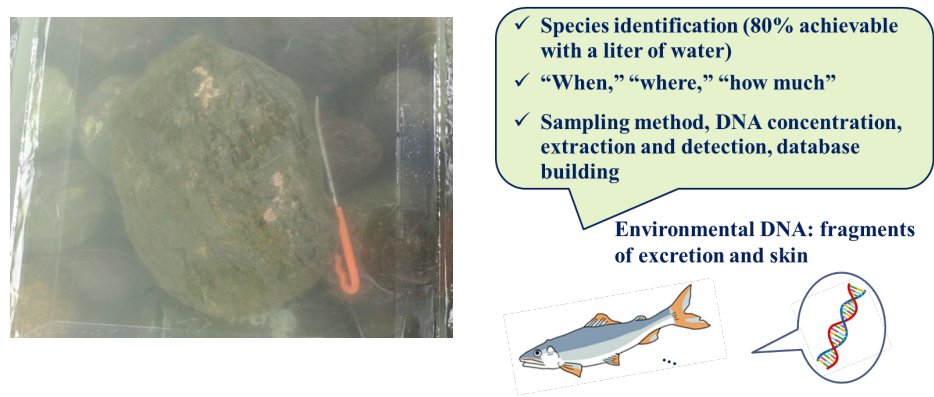 ✓ Species identification (80% achievable
with a liter of water)
✓ “When,” “where,” “how much”
✓ Sampling method, DNA concentration,
extraction and detection, database
building
Environmental DNA: fragments
of excretion and skin
...